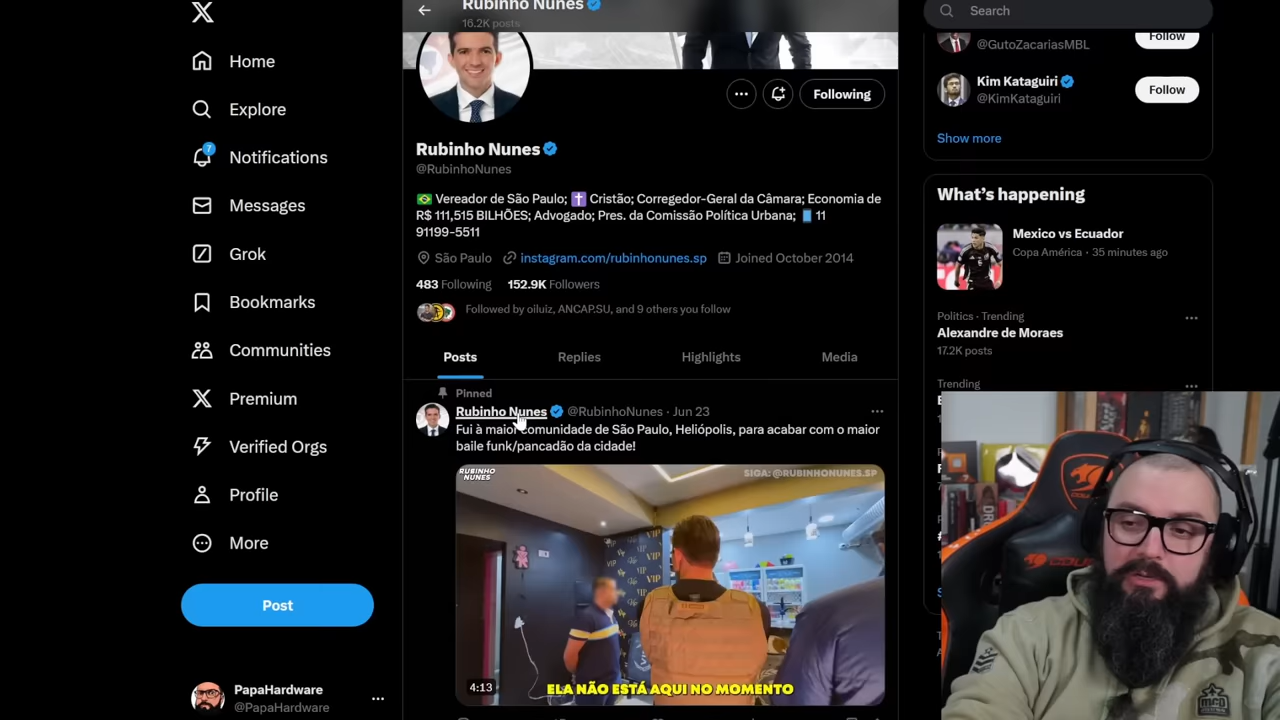 Home
Explore
7
Notifications
Messages
Grok
Bookmarks
Communities
Premium
Verified Orgs
Profile
More
Post
PapaHardware
@PapaHardware
Rubinho Nunes
16.2K posts
Following
Rubinho Nunes
@RubinhoNunes
Vereador de São Paulo; Cristão; Corregedor-Geral da Câmara; Economia de
R$ 111,515 BILHÕES; Advogado; Pres. da Comissão Política Urbana; 11
91199-5511
São Paulo instagram.com/rubinhonunes.sp Joined October 2014
483 Following 152.9K Followers
Followed by oiluiz, ANCAP.SU, and 9 others you follow
Posts Replies Highlights Media
Pinned
Rubinho Nunes @RubinhoNunes · Jun 23
Fui à maior comunidade de São Paulo, Heliópolis, para acabar com o maior
baile funk/pancadão da cidade!
RUBINHO
NUNES
SIGA: @RUBINHONUNES.SP
VIP
4:13
ELA NÃO ESTÁ AQUI NO MOMENTO
Search
@GutoZacariasMBL
Follow
Kim Kataguiri
@KimKataguiri
Follow
Show more
What's happening
Mexico vs Ecuador
Copa América · 35 minutes ago
Politics · Trending
Alexandre de Moraes
17.2K posts
Trending
COUGAR